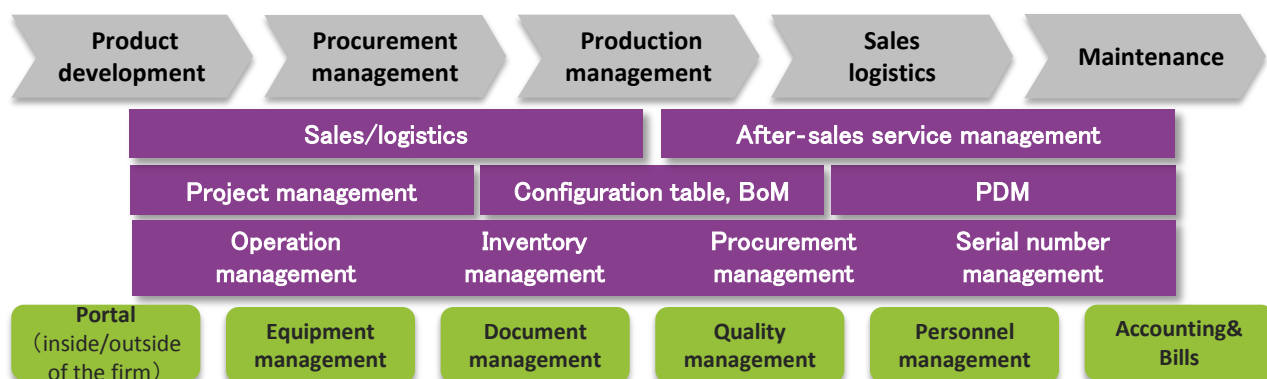 Product
development
Procurement
management
Production
management
Sales
logistics
Maintenance
Sales/logistics
After-sales service management
Project management
Configuration table, BoM
PDM
Operation
management
Inventory
management
Procurement
management
Serial number
management
Portal
（inside/outside
of the firm）
Equipment
management
Document
management
Quality
management
Personnel
management
Accounting&
Bills